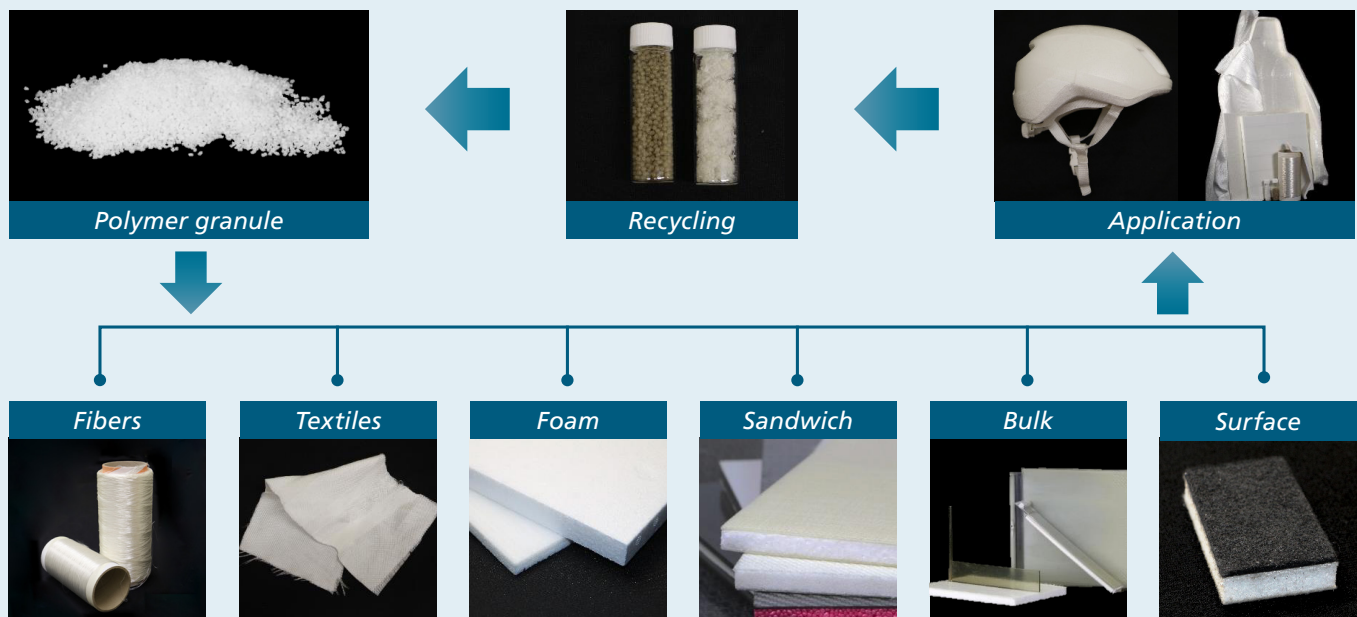 Polymer granule
Recycling
Application
Fibers
Textiles
Foam
Sandwich
Bulk
Surface